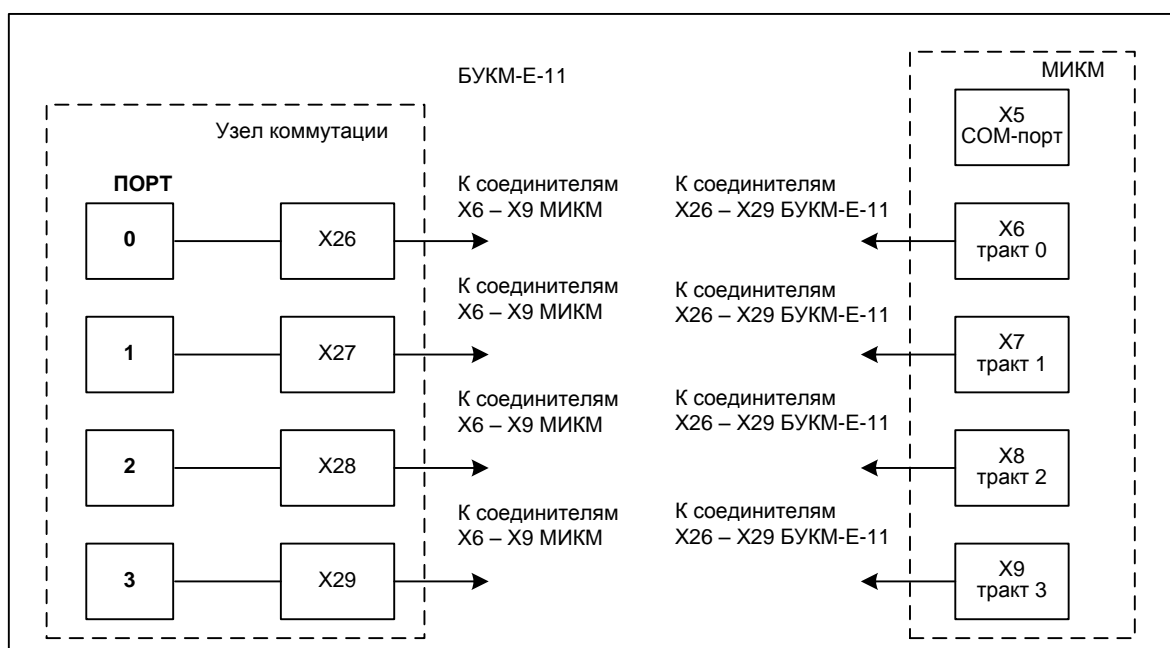 БУКМ-Е-11
МИКМ
Узел коммутации
X5
COM-порт
ПОРТ
К соединителям
X6 – X9 МИКМ
К соединителям
X26 – X29 БУКМ-Е-11
0
X26
X6
тракт 0
К соединителям
X6 – X9 МИКМ
К соединителям
X26 – X29 БУКМ-Е-11
1
X27
X7
тракт 1
К соединителям
X6 – X9 МИКМ
К соединителям
X26 – X29 БУКМ-Е-11
2
X28
X8
тракт 2
К соединителям
X6 – X9 МИКМ
К соединителям
X26 – X29 БУКМ-Е-11
3
X29
X9
тракт 3